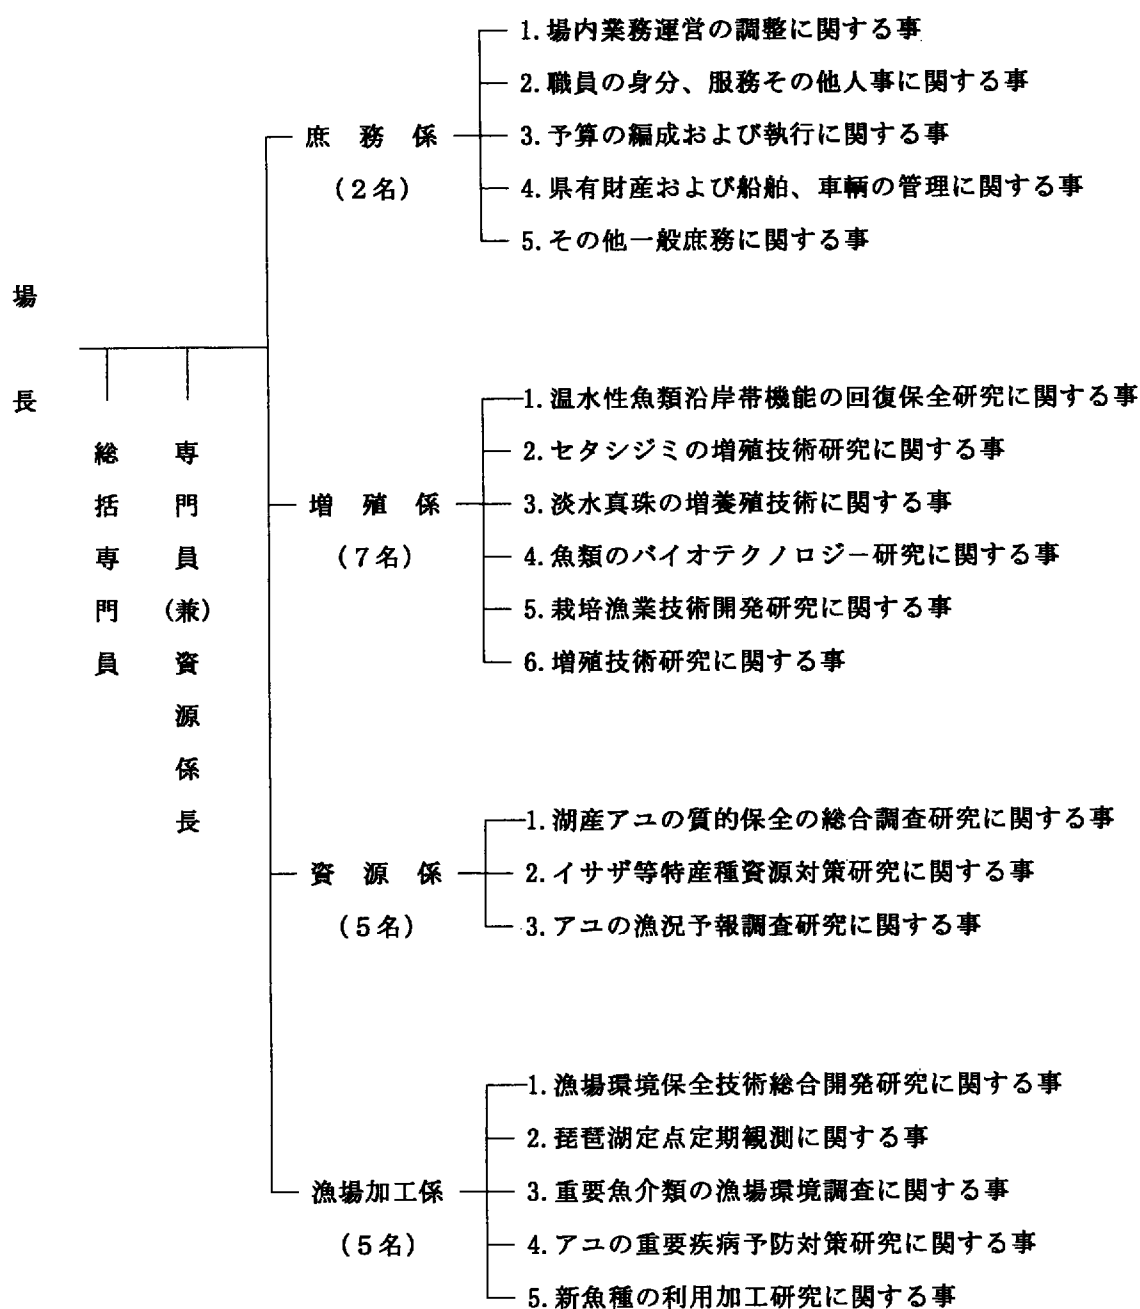 場長
総括専門員
専門員(兼)資源係長
庶務係
(2名)
1.場内業務運営の調整に関する事
2.職員の身分、服務その他人事に関する事
3.予算の編成および執行に関する事
4.県有財産および船舶、車輌の管理に関する事
5.その他一般庶務に関する事
増殖係
(7名)
1.温水性魚類沿岸帯機能の回復保全研究に関する事
2.セタシジミの増殖技術研究に関する事
3.淡水真珠の増養殖技術に関する事
4.魚類のバイオテクノロジー研究に関する事
5.栽培漁業技術開発研究に関する事
6.増殖技術研究に関する事
資源係
(5名)
1.湖産アユの質的保全の総合調査研究に関する事
2.イサザ等特産種資源対策研究に関する事
3.アユの漁況予報調査研究に関する事
漁場加工係
(5名)
1.漁場環境保全技術総合開発研究に関する事
2.琵琶湖定点定期観測に関する事
3.重要魚介類の漁場環境調査に関する事
4.アユの重要疾病予防対策研究に関する事
5.新魚種の利用加工研究に関する事